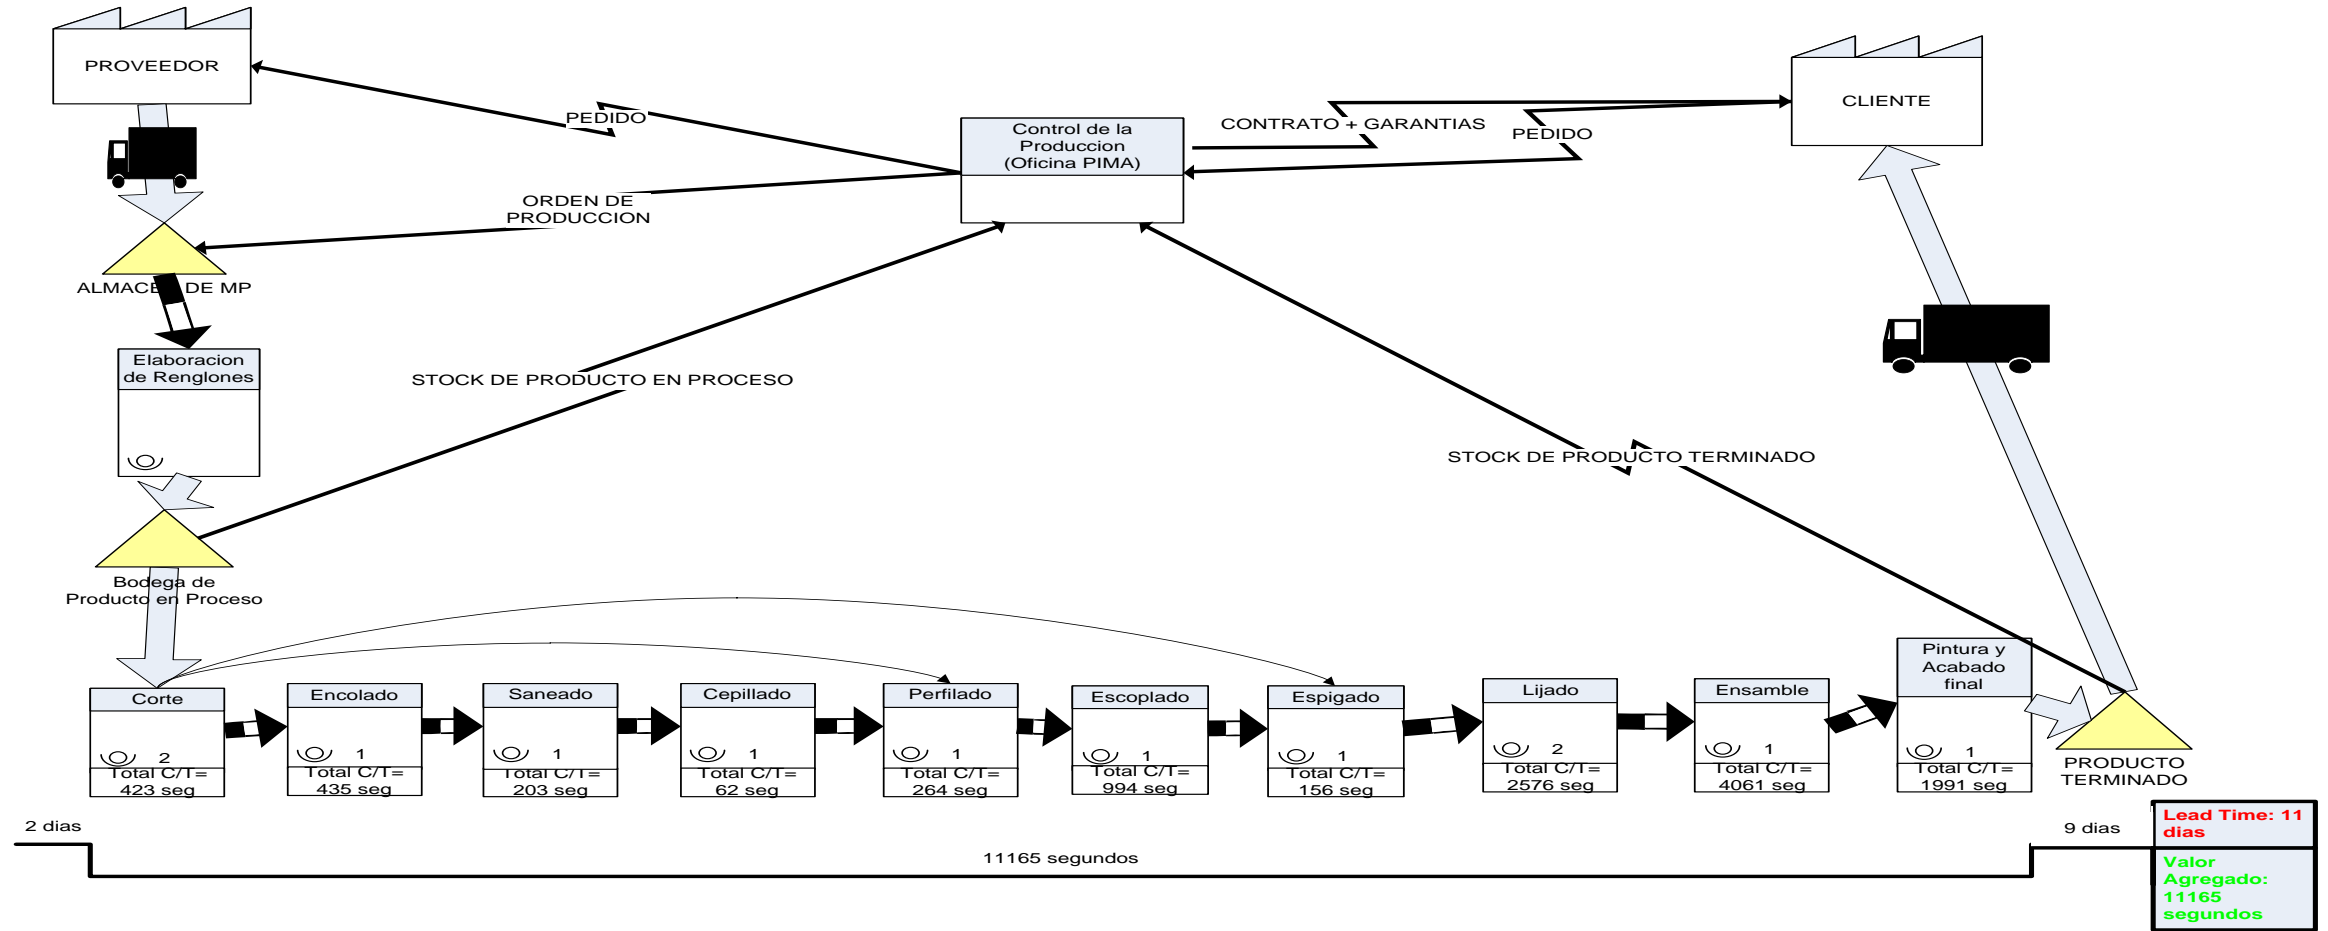 PROVEEDOR
CLIENTE
PEDIDO
Control de la
Produccion
(Oficina PIMA)
CONTRATO + GARANTIAS
PEDIDO
ORDEN DE
PRODUCCION
ALMACEN DE MP
Elaboracion
de Renglones
STOCK DE PRODUCTO EN PROCESO
STOCK DE PRODUCTO TERMINADO
Bodega de
Producto en Proceso
Corte
2
Total C/T=
423 seg
Encolado
1
Total C/T=
435 seg
Saneado
1
Total C/T=
203 seg
Cepillado
1
Total C/T=
62 seg
Perfilado
1
Total C/T=
264 seg
Escoplado
1
Total C/T=
994 seg
Espigado
1
Total C/T=
156 seg
Lijado
2
Total C/T=
2576 seg
Ensamble
1
Total C/T=
4061 seg
Pintura y
Acabado
final
1
Total C/T=
1991 seg
PRODUCTO
TERMINADO
2 dias
11165 segundos
9 dias
Lead Time: 11
dias
Valor
Agregado:
11165
segundos